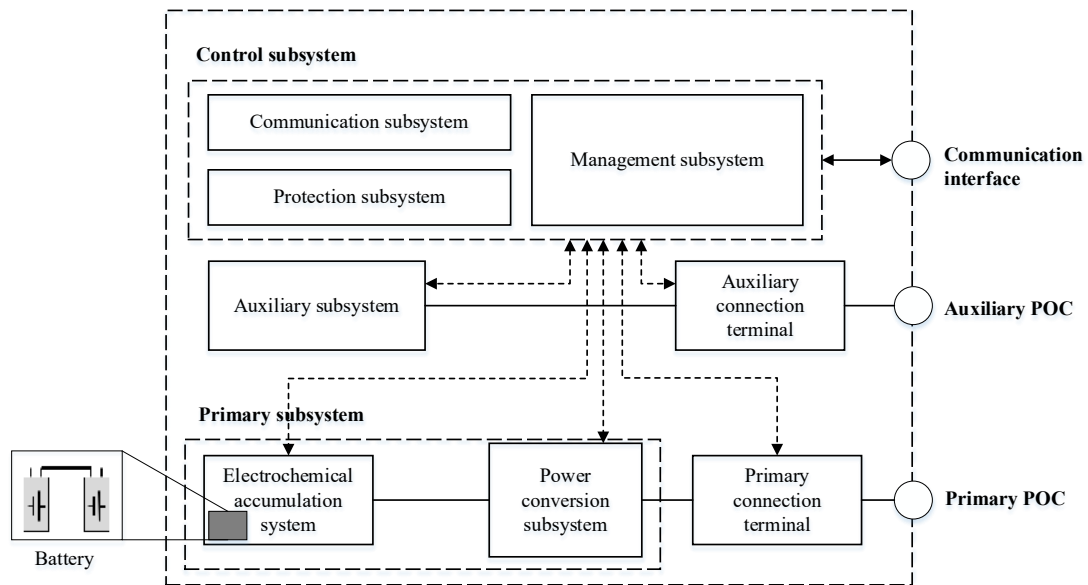 Control subsystem
Communication subsystem
Management subsystem
Protection subsystem
Communication
interface
Auxiliary subsystem
Auxiliary
connection
terminal
Auxiliary POC
Primary subsystem
Electrochemical
accumulation
system
Power
conversion
subsystem
Primary
connection
terminal
Primary POC
Battery